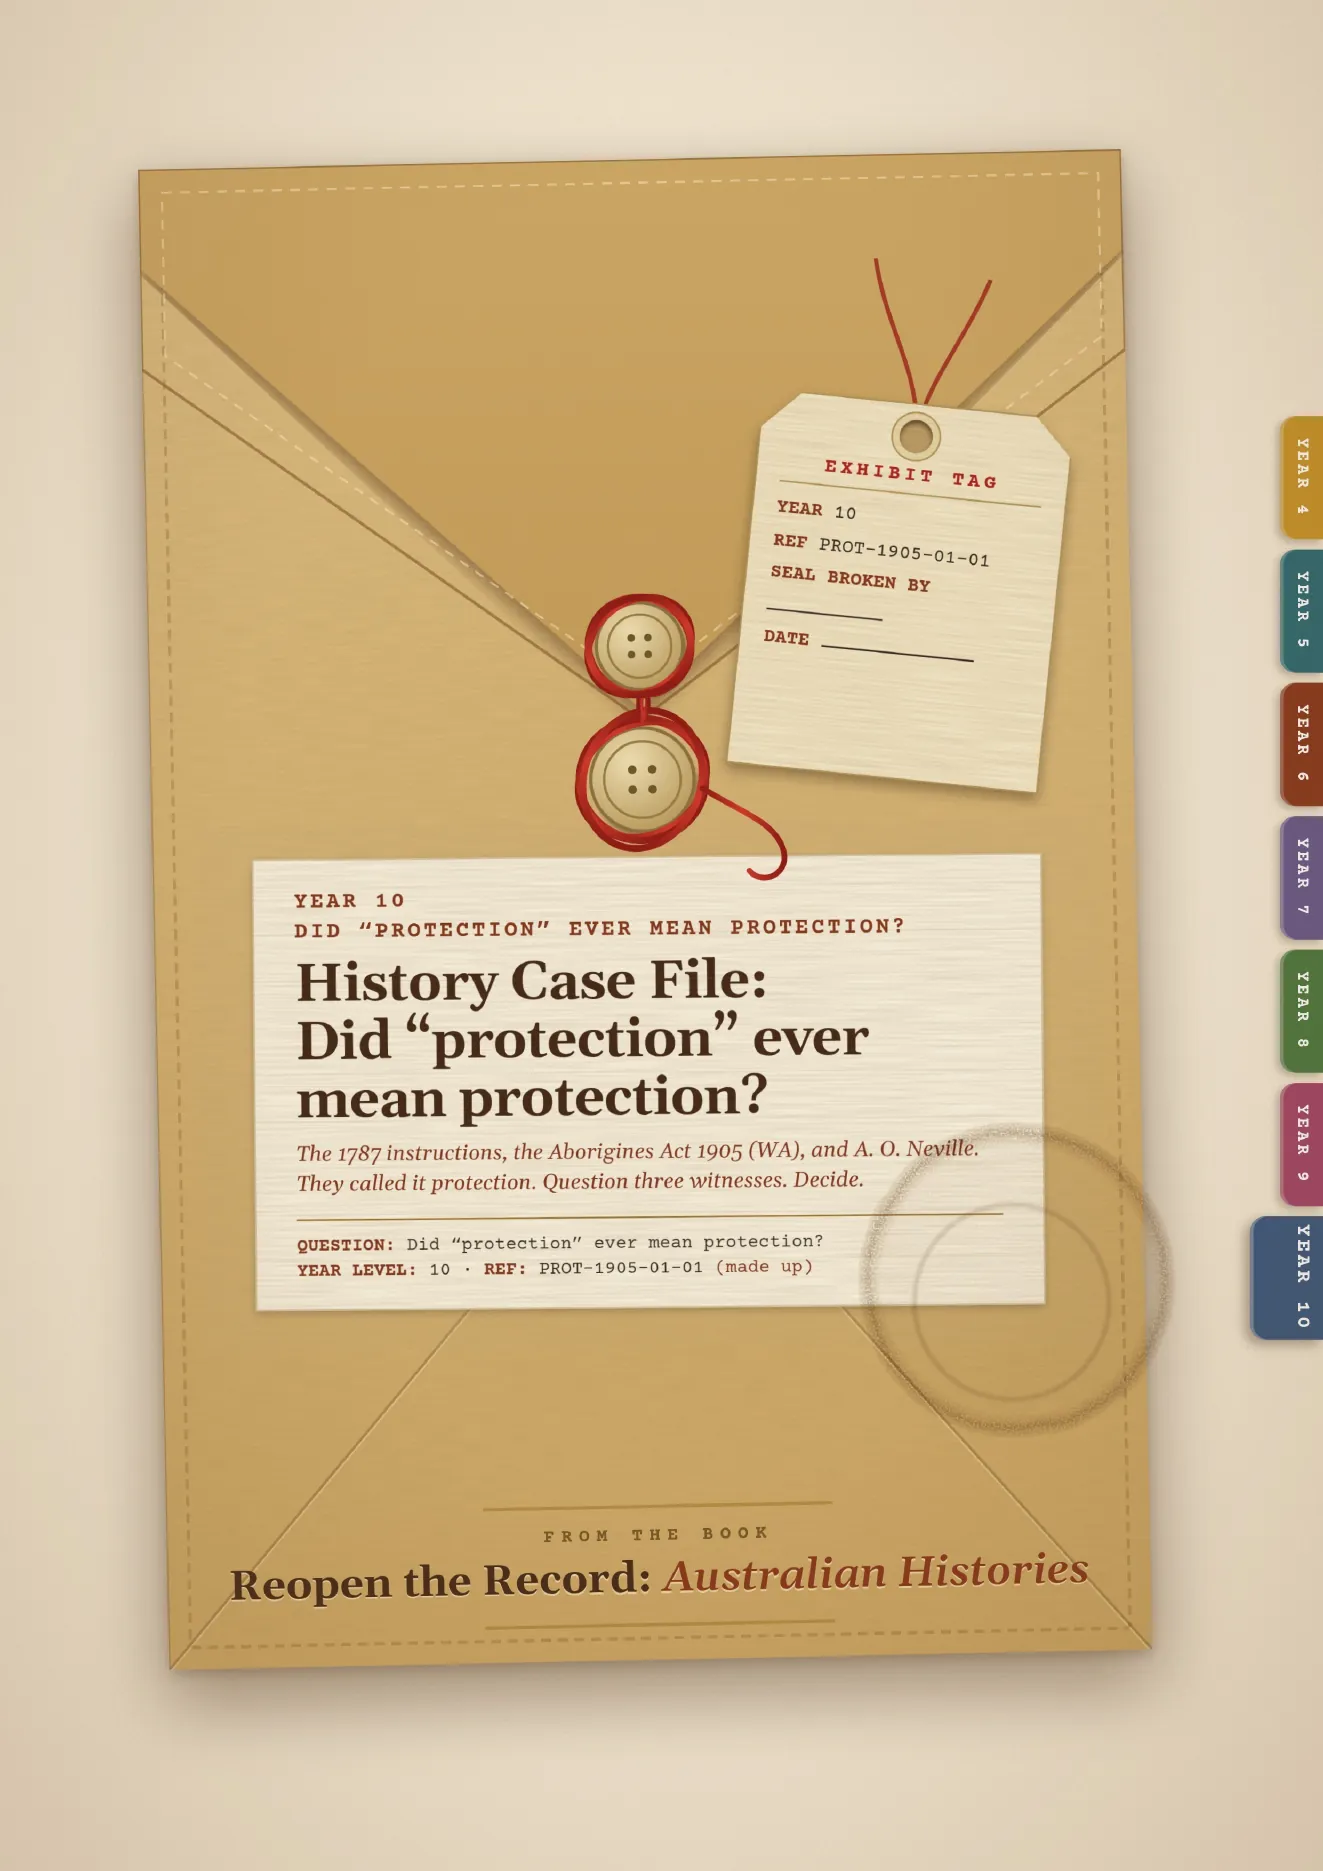 EXHIBIT TAG
YEAR 10
REF PROT-1905-01-01
SEAL BROKEN BY
DATE
YEAR 10
DID “PROTECTION” EVER MEAN PROTECTION?
History Case File:
Did “protection” ever
mean protection?
The 1787 instructions, the Aborigines Act 1905 (WA), and A. O. Neville.
They called it protection. Question three witnesses. Decide.
QUESTION: Did “protection” ever mean protection?
YEAR LEVEL: 10 · REF: PROT-1905-01-01 (made up)
FROM THE BOOK
Reopen the Record: Australian Histories
YEAR 4
YEAR 5
YEAR 6
YEAR 7
YEAR 8
YEAR 9
YEAR 10